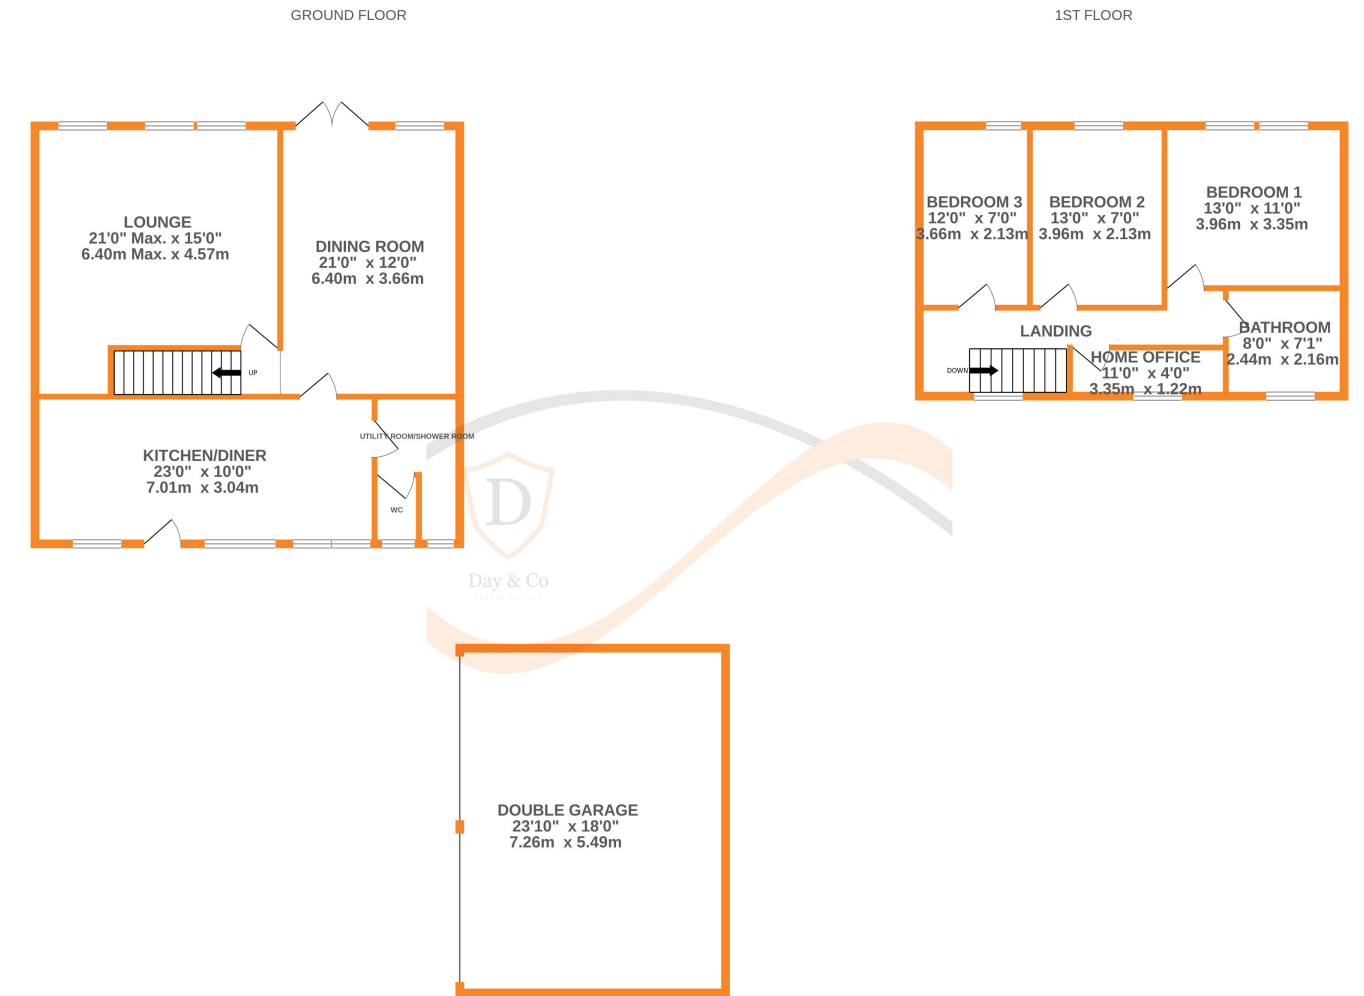 GROUND FLOOR
1ST FLOOR
LOUNGE
21'0" Max. x 15'0"
6.40m Max. x 4.57m
DINING ROOM
21'0" x 12'0"
6.40m x 3.66m
UP
KITCHEN/DINER
23'0" x 10'0"
7.01m x 3.04m
UTILITY ROOM/SHOWER ROOM
WC
BEDROOM 3
12'0" x 7'0"
3.66m x 2.13m
BEDROOM 2
13'0" x 7'0"
3.96m x 2.13m
BEDROOM 1
13'0" x 11'0"
3.96m x 3.35m
LANDING
BATHROOM
8'0" x 7'1"
2.44m x 2.16m
HOME OFFICE
11'0" x 4'0"
3.35m x 1.22m
DOWN
D
Day & Co
ESTATE AGENTS
DOUBLE GARAGE
23'10" x 18'0"
7.26m x 5.49m